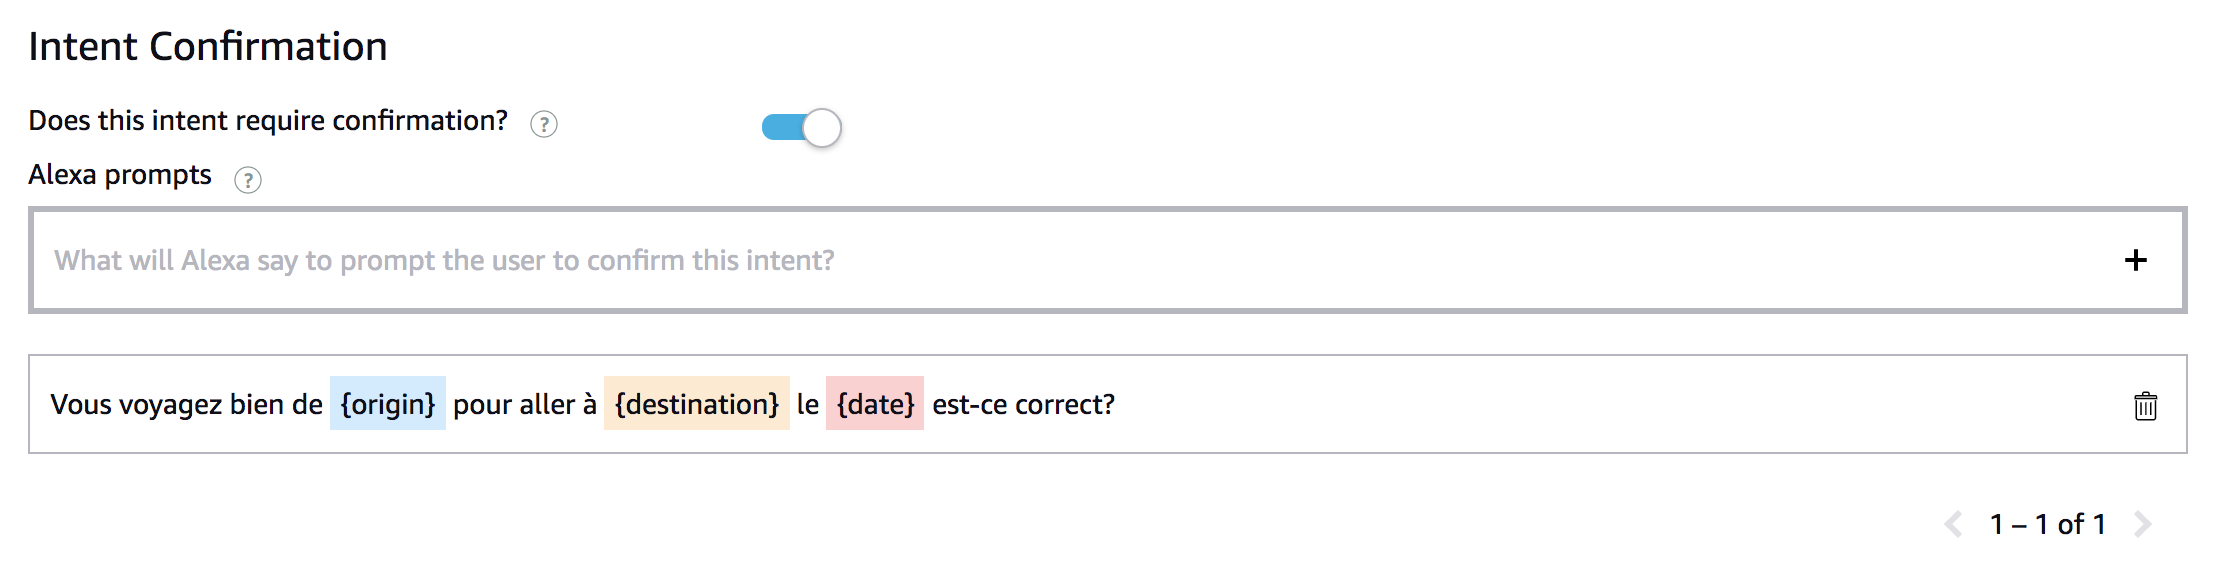 Intent Confirmation
Does this intent require confirmation? ?
Alexa prompts ?
What will Alexa say to prompt the user to confirm this intent? +
Vous voyagez bien de {origin} pour aller à {destination} le {date} est-ce correct?
1 – 1 of 1